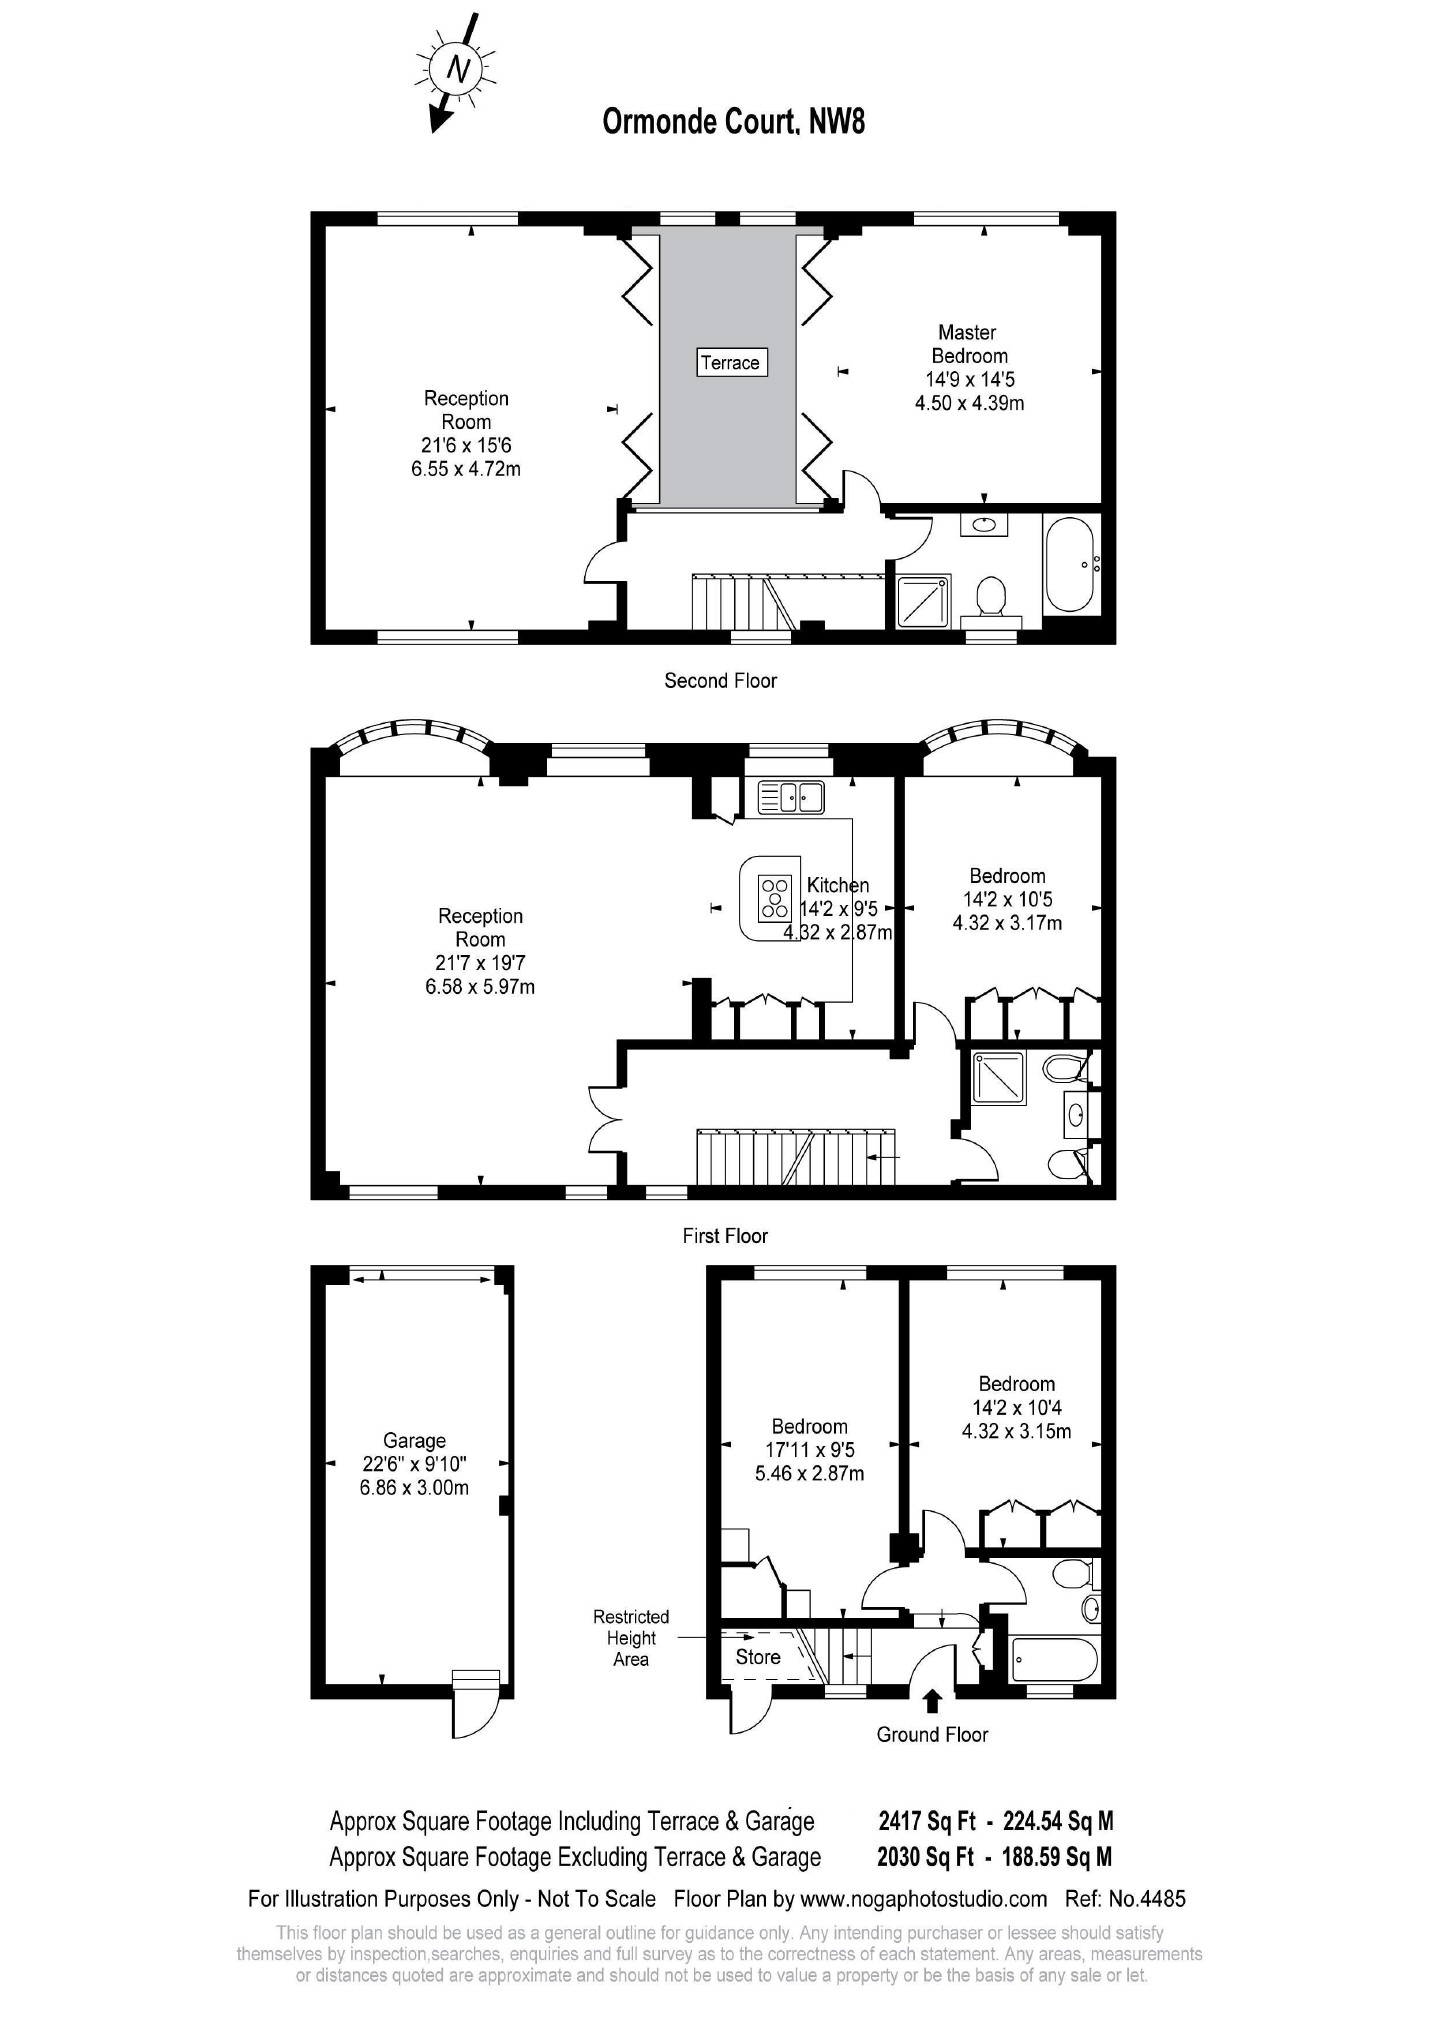 N
Ormonde Court, NW8
Terrace
Master
Bedroom
14'9 x 14'5
4.50 x 4.39m
Reception
Room
21'6 x 15'6
6.55 x 4.72m
Second Floor
Kitchen
14'2 x 9'5
4.32 x 2.87m
Bedroom
14'2 x 10'5
4.32 x 3.17m
Reception
Room
21'7 x 19'7
6.58 x 5.97m
First Floor
Garage
22'6" x 9'10"
6.86 x 3.00m
Bedroom
17'11 x 9'5
5.46 x 2.87m
Bedroom
14'2 x 10'4
4.32 x 3.15m
Restricted
Height
Area
Store
Ground Floor
Approx Square Footage Including Terrace & Garage 2417 Sq Ft - 224.54 Sq M
Approx Square Footage Excluding Terrace & Garage 2030 Sq Ft - 188.59 Sq M
For Illustration Purposes Only - Not To Scale Floor Plan by www.nogaphotostudio.com Ref: No.4485
This floor plan should be used as a general outline for guidance only. Any intending purchaser or lessee should satisfy
themselves by inspection,searches, enquiries and full survey as to the correctness of each statement. Any areas, measurements
or distances quoted are approximate and should not be used to value a property or be the basis of any sale or let.